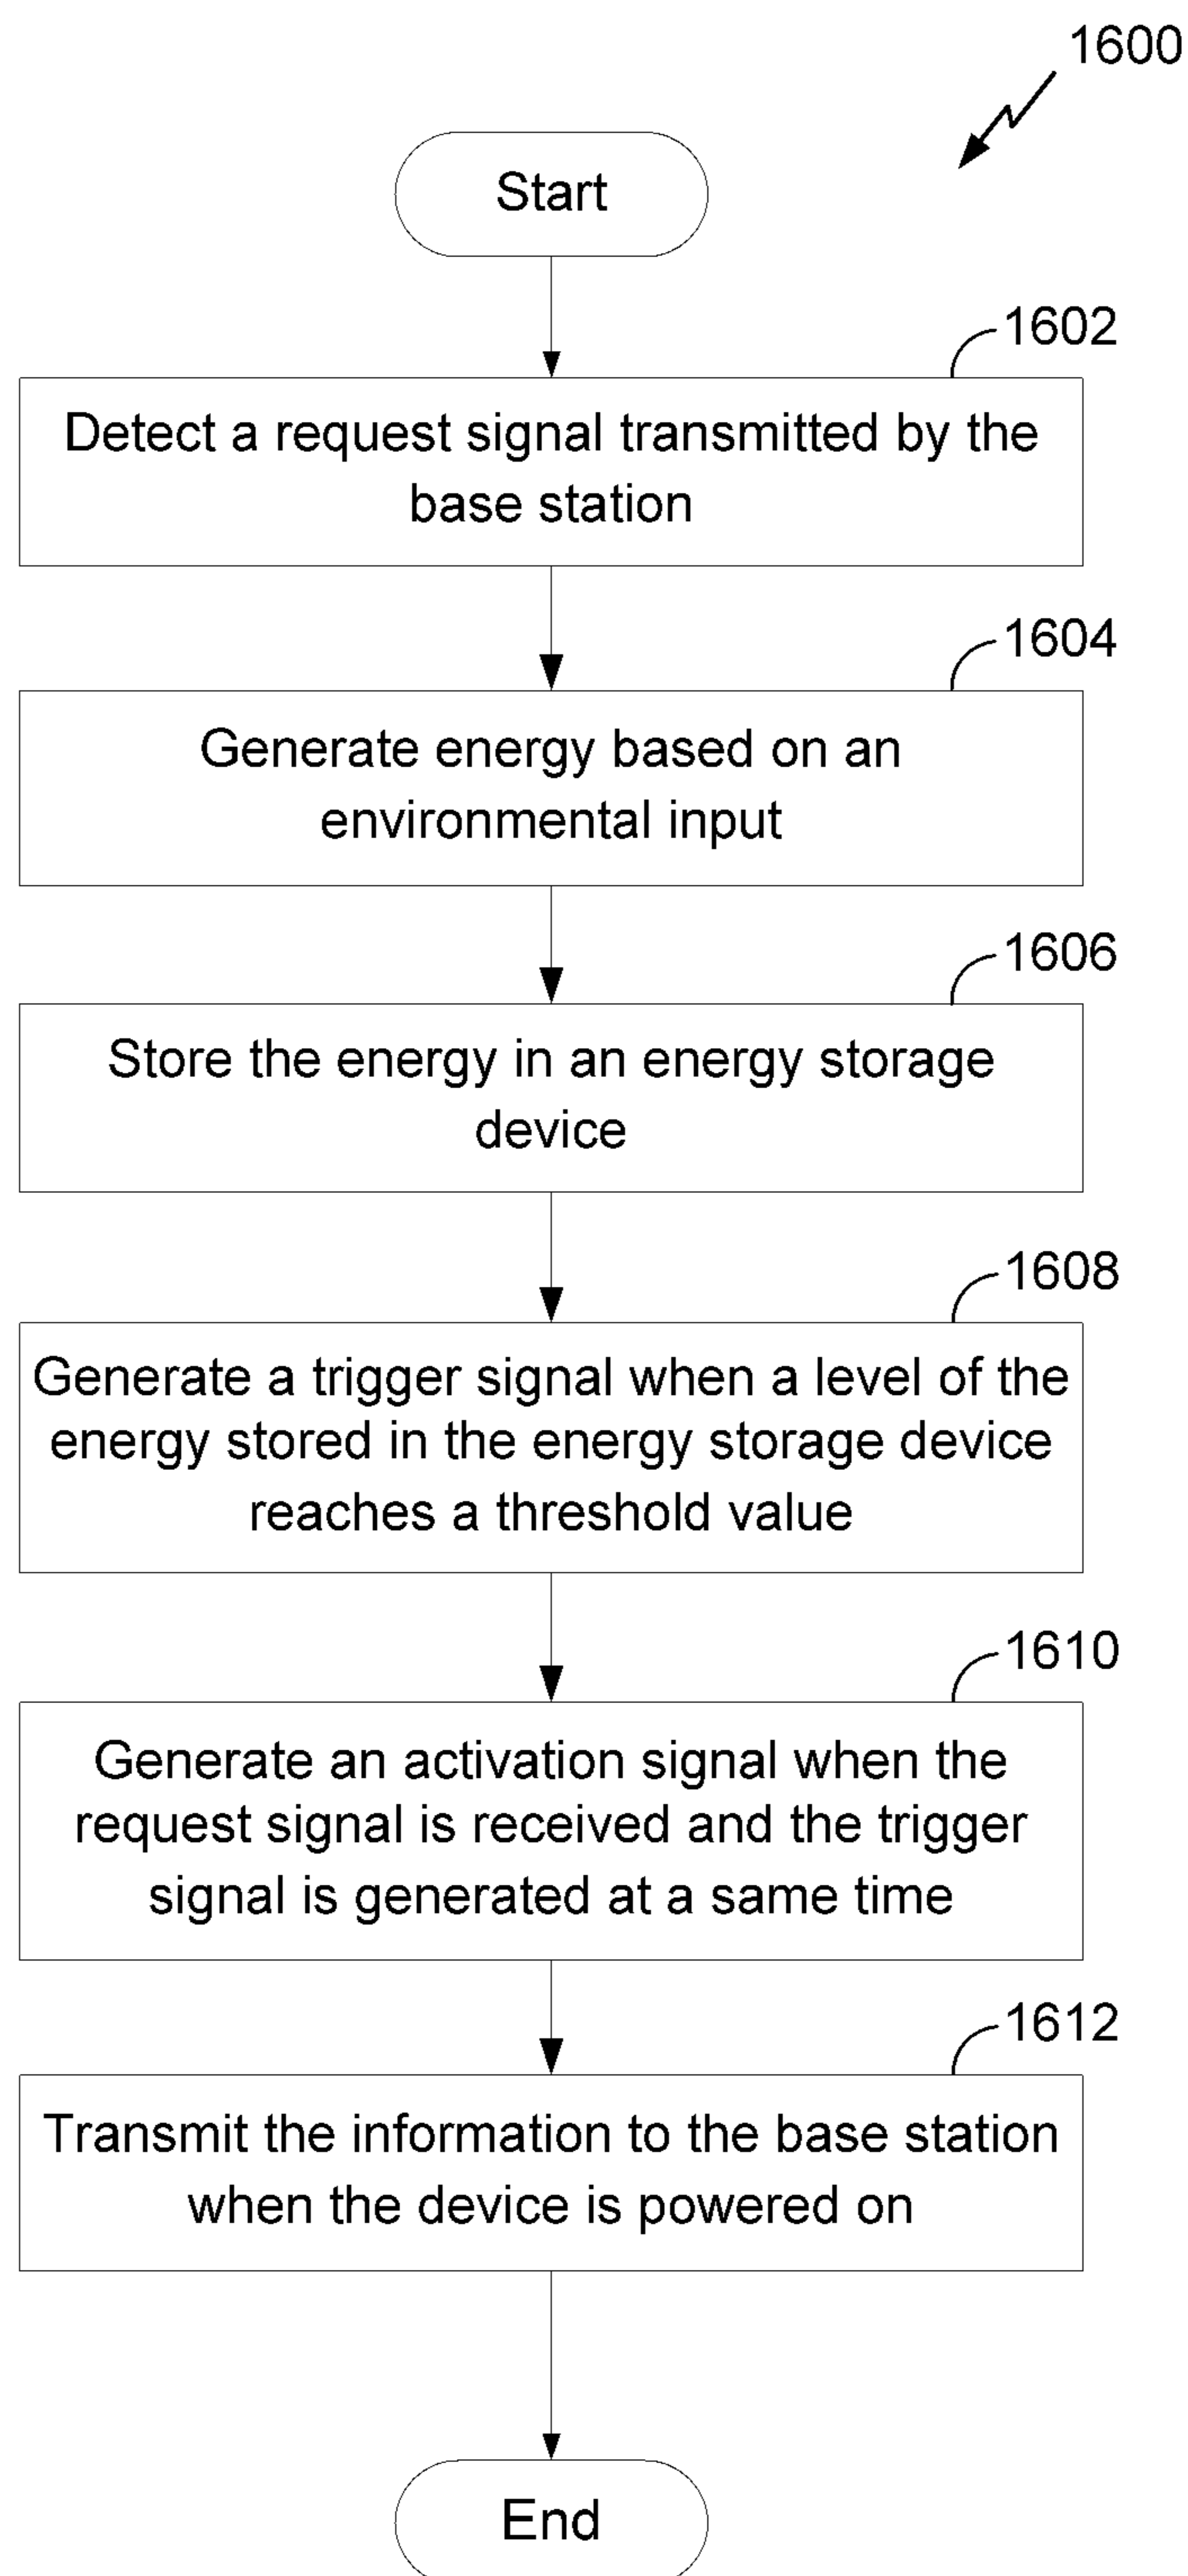 1600
Start
1602
Detect a request signal transmitted by the
base station
1604
Generate energy based on an
environmental input
1606
Store the energy in an energy storage
device
1608
Generate a trigger signal when a level of the
energy stored in the energy storage device
reaches a threshold value
1610
Generate an activation signal when the
request signal is received and the trigger
signal is generated at a same time
1612
Transmit the information to the base station
when the device is powered on
End